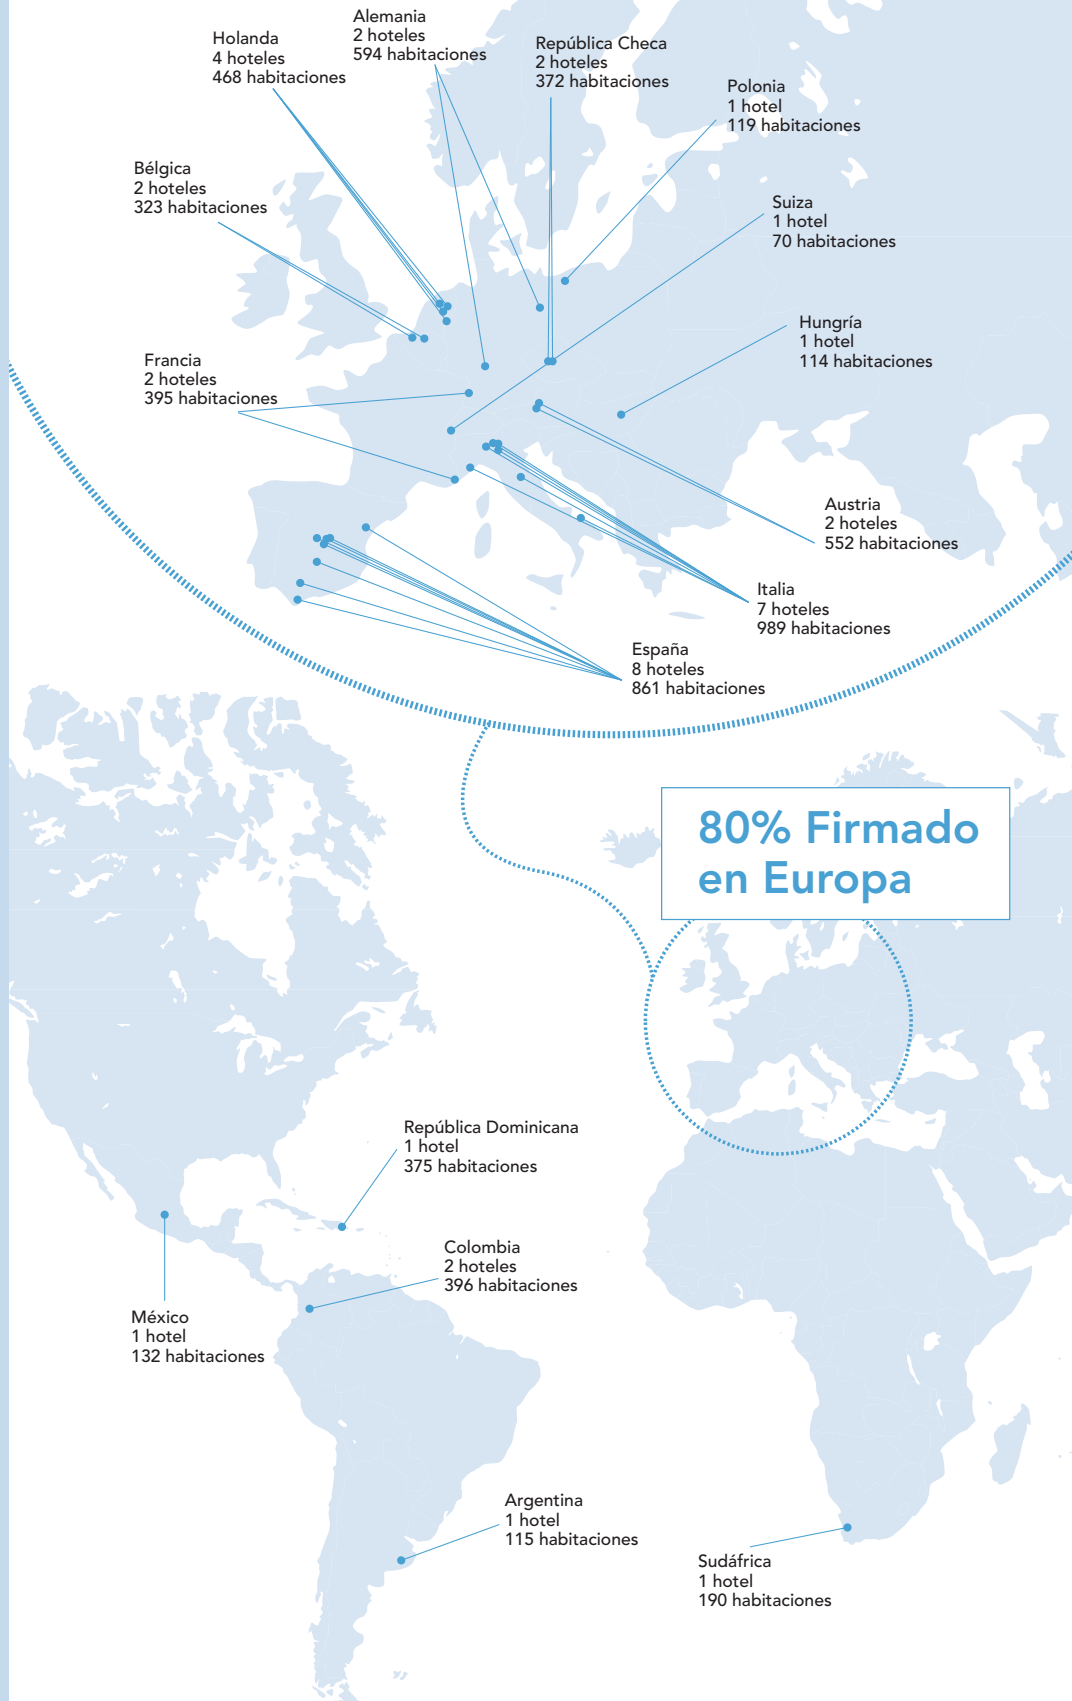 Alemania
2 hoteles
594 habitaciones
Holanda
4 hoteles
468 habitaciones
República Checa
2 hoteles
372 habitaciones
Polonia
1 hotel
119 habitaciones
Bélgica
2 hoteles
323 habitaciones
Suiza
1 hotel
70 habitaciones
Hungría
1 hotel
114 habitaciones
Francia
2 hoteles
395 habitaciones
Austria
2 hoteles
552 habitaciones
Italia
7 hoteles
989 habitaciones
España
8 hoteles
861 habitaciones
80% Firmado
en Europa
República Dominicana
1 hotel
375 habitaciones
Colombia
2 hoteles
396 habitaciones
México
1 hotel
132 habitaciones
Argentina
1 hotel
115 habitaciones
Sudáfrica
1 hotel
190 habitaciones